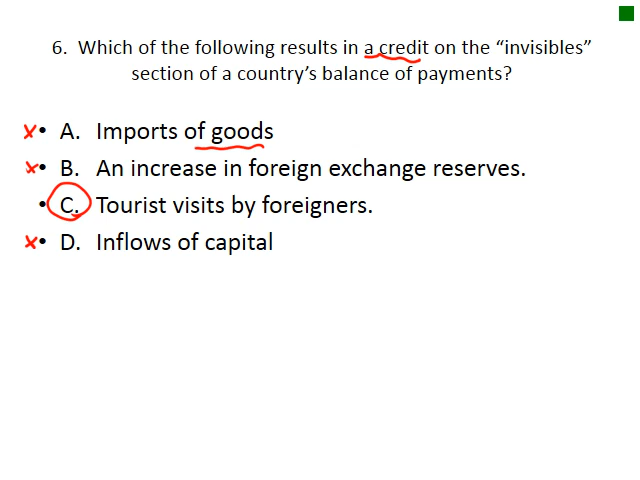 6. Which of the following results in a credit on the “invisibles”
section of a country’s balance of payments?
x • A. Imports of goods
x • B. An increase in foreign exchange reserves.
• C. Tourist visits by foreigners.
x • D. Inflows of capital